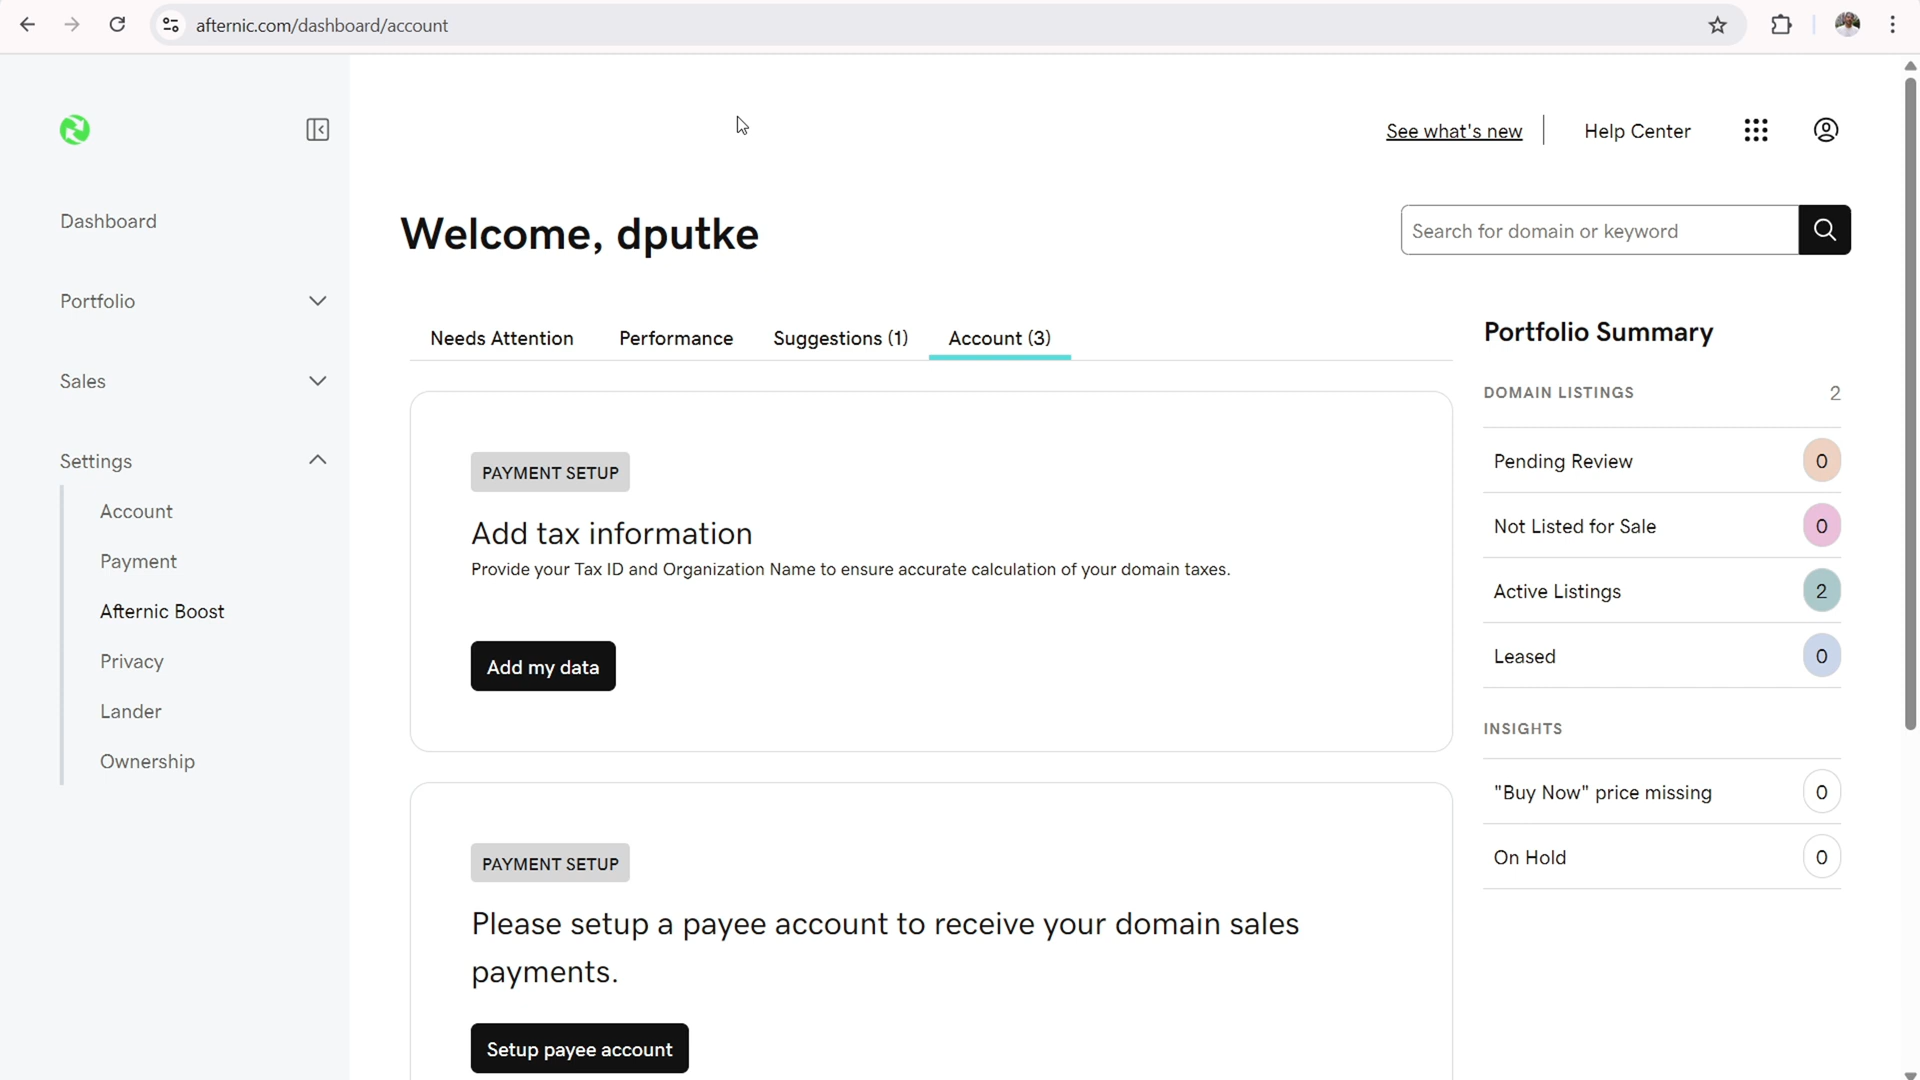 afternic.com/dashboard/account
See what's new
Help Center
Dashboard
Portfolio
Sales
Settings
Account
Payment
Afternic Boost
Privacy
Lander
Ownership
Welcome, dputke
Search for domain or keyword
Needs Attention
Performance
Suggestions (1)
Account (3)
PAYMENT SETUP
Add tax information
Provide your Tax ID and Organization Name to ensure accurate calculation of your domain taxes.
Add my data
PAYMENT SETUP
Please setup a payee account to receive your domain sales
payments.
Setup payee account
Portfolio Summary
DOMAIN LISTINGS 2
Pending Review 0
Not Listed for Sale 0
Active Listings 2
Leased 0
INSIGHTS
"Buy Now" price missing 0
On Hold 0